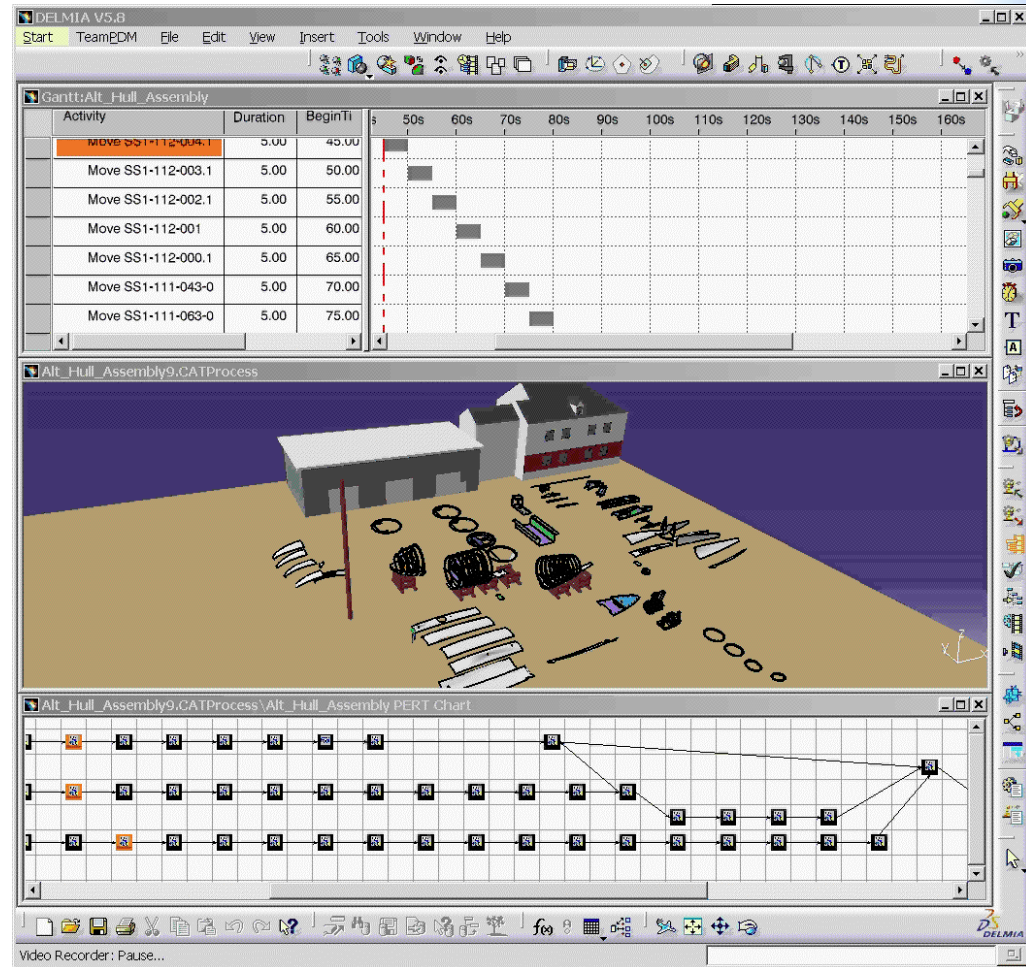 DELMIA V5.8
Start TeamPDM File Edit View Insert Tools Window Help
Gantt:Alt_Hull_Assembly
Activity Duration BeginTi s 50s 60s 70s 80s 90s 100s 110s 120s 130s 140s 150s 160s
Move SS1-112-004.1 5.00 45.00
Move SS1-112-003.1 5.00 50.00
Move SS1-112-002.1 5.00 55.00
Move SS1-112-001 5.00 60.00
Move SS1-112-000.1 5.00 65.00
Move SS1-111-043-0 5.00 70.00
Move SS1-111-063-0 5.00 75.00
Alt_Hull_Assembly9.CATProcess
z
y x
Alt_Hull_Assembly9.CATProcess\Alt_Hull_Assembly PERT Chart
f(x)
DELMIA
Video Recorder: Pause...